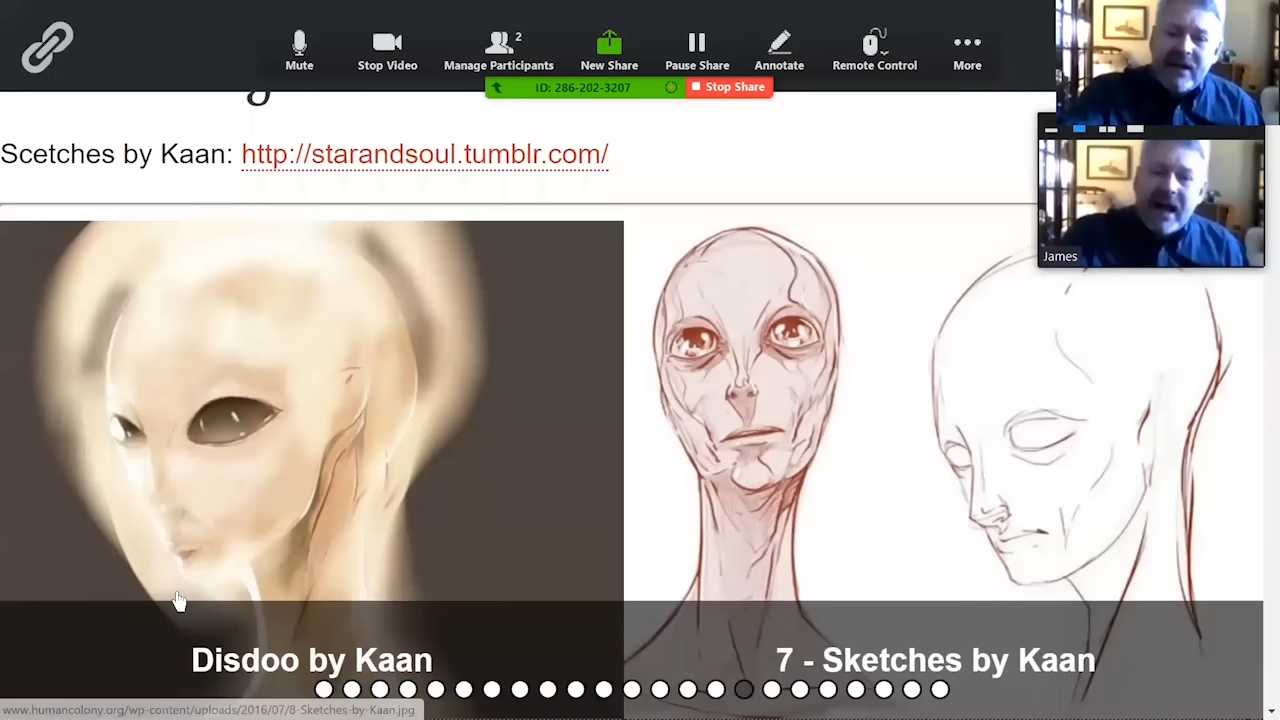 2
Mute
Stop Video
Manage Participants
New Share
Pause Share
Annotate
Remote Control
More
ID: 286-202-3207
Stop Share
Scetches by Kaan: http://starandsoul.tumblr.com/
James
Disdoo by Kaan
7 - Sketches by Kaan
www.humancolony.org/wp-content/uploads/2016/07/8-Sketches-by-Kaan.jpg